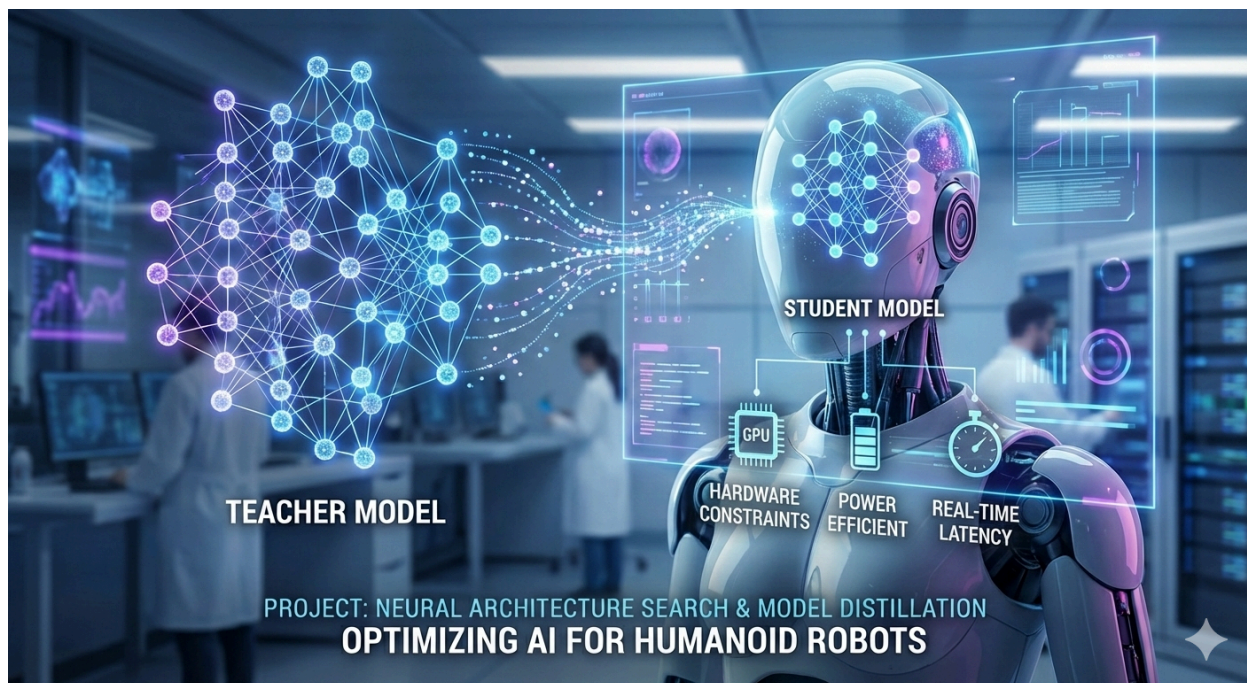 TEACHER MODEL
STUDENT MODEL
GPU
HARDWARE
CONSTRAINTS
POWER
EFFICIENT
REAL-TIME
LATENCY
PROJECT: NEURAL ARCHITECTURE SEARCH & MODEL DISTILLATION
OPTIMIZING AI FOR HUMANOID ROBOTS